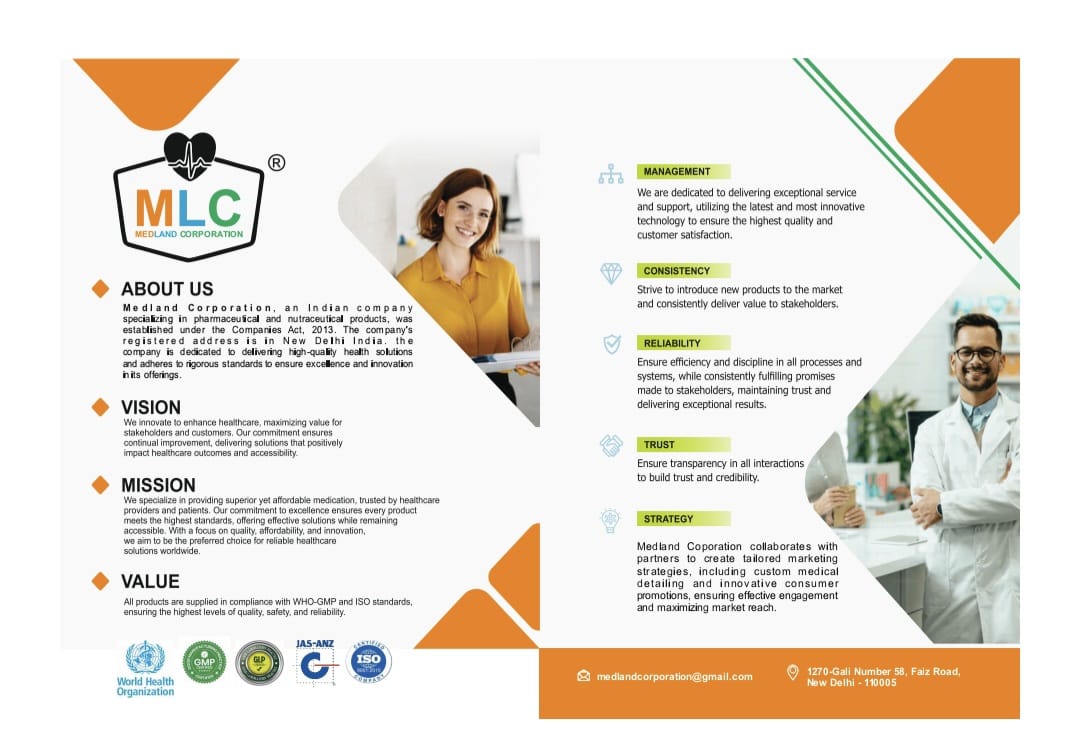 ®
MLC
MEDLAND CORPORATION
ABOUT US
Medland Corporation, an Indian company
specializing in pharmaceutical and nutraceutical products, was
established under the Companies Act, 2013. The company's
registered address is in New Delhi India. the
company is dedicated to delivering high-quality health solutions
and adheres to rigorous standards to ensure excellence and innovation
in its offerings.
VISION
We innovate to enhance healthcare, maximizing value for
stakeholders and customers. Our commitment ensures
continual improvement, delivering solutions that positively
impact healthcare outcomes and accessibility.
MISSION
We specialize in providing superior yet affordable medication, trusted by healthcare
providers and patients. Our commitment to excellence ensures every product
meets the highest standards, offering effective solutions while remaining
accessible. With a focus on quality, affordability, and innovation,
we aim to be the preferred choice for reliable healthcare
solutions worldwide.
VALUE
All products are supplied in compliance with WHO-GMP and ISO standards,
ensuring the highest levels of quality, safety, and reliability.
World Health
Organization
GMP
GLP
JAS-ANZ
CERTIFIED
ISO
COMPANY
MANAGEMENT
We are dedicated to delivering exceptional service
and support, utilizing the latest and most innovative
technology to ensure the highest quality and
customer satisfaction.
CONSISTENCY
Strive to introduce new products to the market
and consistently deliver value to stakeholders.
RELIABILITY
Ensure efficiency and discipline in all processes and
systems, while consistently fulfilling promises
made to stakeholders, maintaining trust and
delivering exceptional results.
TRUST
Ensure transparency in all interactions
to build trust and credibility.
STRATEGY
Medland Coporation collaborates with
partners to create tailored marketing
strategies, including custom medical
detailing and innovative consumer
promotions, ensuring effective engagement
and maximizing market reach.
medlandcorporation@gmail.com
1270-Gali Number 58, Faiz Road,
New Delhi - 110005